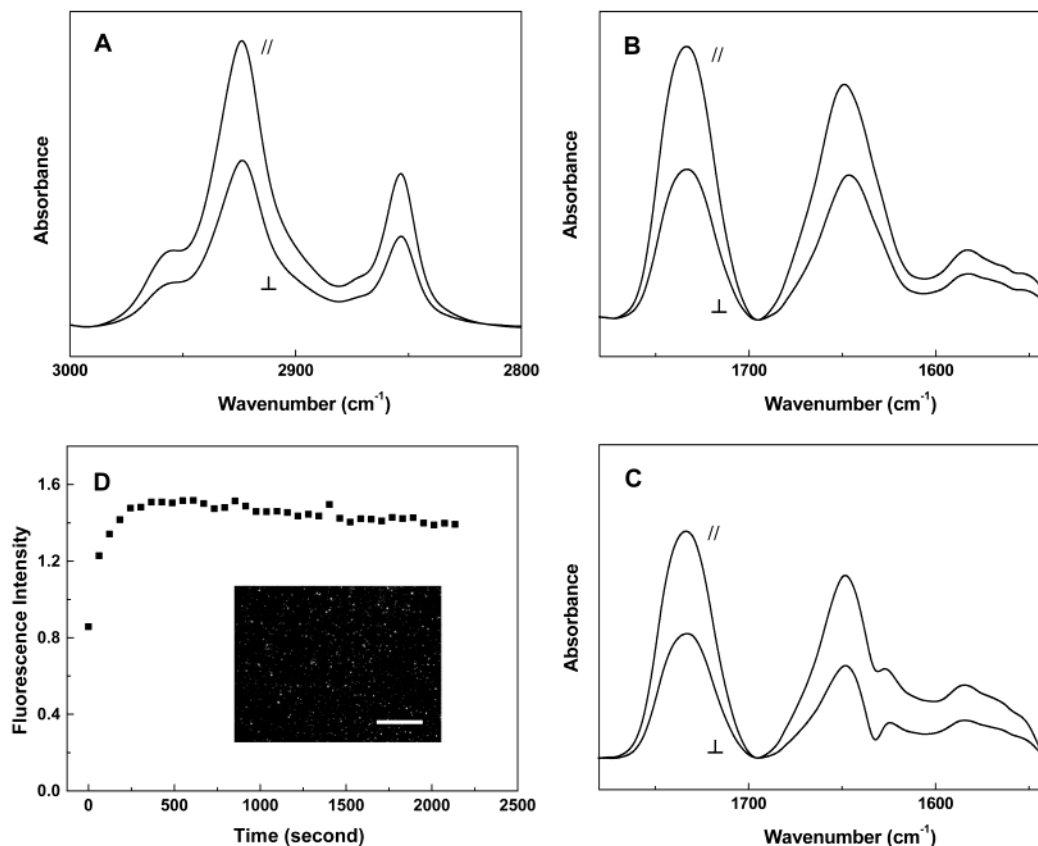 A
//
⊥
Absorbance
3000 2900 2800
Wavenumber (cm⁻¹)
B
//
⊥
Absorbance
1700 1600
Wavenumber (cm⁻¹)
D
Fluorescence Intensity
1.6
1.2
0.8
0.4
0.0
0 500 1000 1500 2000 2500
Time (second)
C
//
⊥
Absorbance
1700 1600
Wavenumber (cm⁻¹)